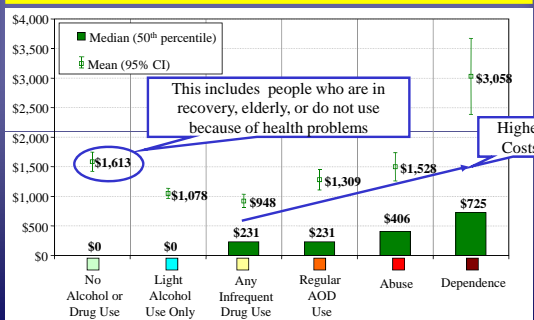 $4,000
$3,500
$3,000
$2,500
$2,000
$1,500
$1,000
$500
$0
Median (50th percentile)
Mean (95% CI)
This includes people who are in
recovery, elderly, or do not use
because of health problems
Highe
Costs
$1,613
$1,078
$948
$1,309
$1,528
$3,058
$0
$0
$231
$231
$406
$725
No
Alcohol or
Drug Use
Light
Alcohol
Use Only
Any
Infrequent
Drug Use
Regular
AOD
Use
Abuse
Dependence